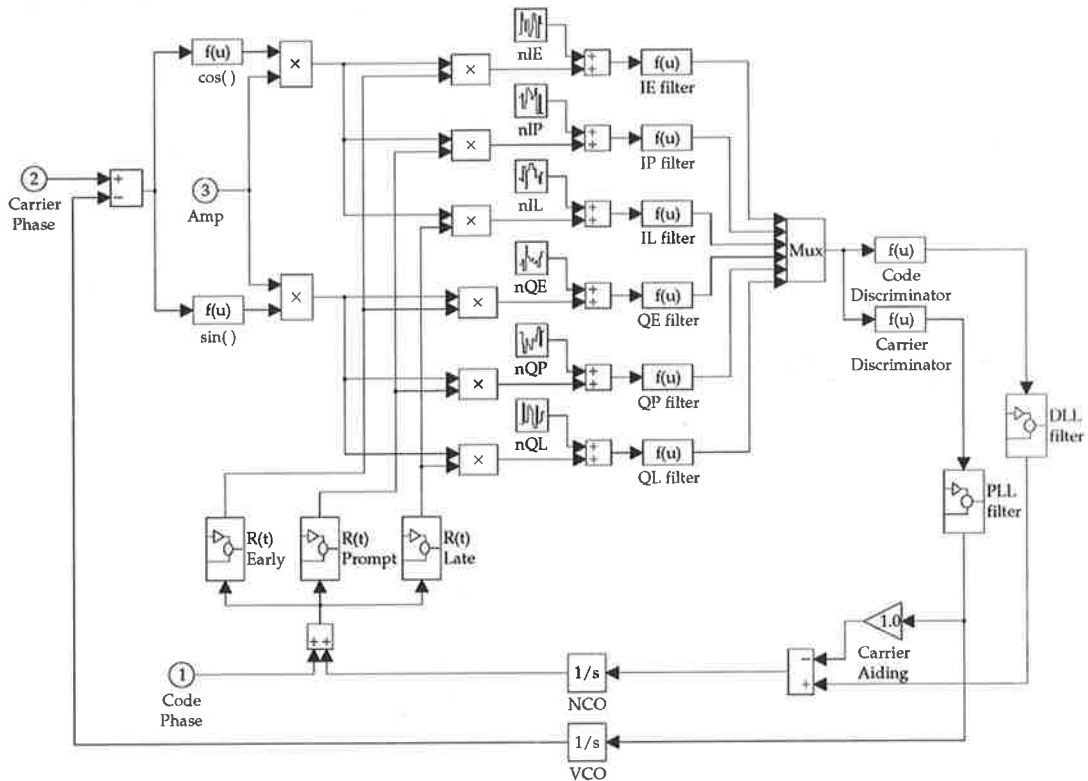 f(u)
cos( )
×
nIE
×
+
+
f(u)
IE filter
nIP
×
+
+
f(u)
IP filter
2
Carrier
Phase
+
−
3
Amp
nIL
×
+
+
f(u)
IL filter
Mux
f(u)
Code
Discriminator
f(u)
sin( )
×
nQE
×
+
+
f(u)
QE filter
f(u)
Carrier
Discriminator
nQP
×
+
+
f(u)
QP filter
nQL
×
+
+
f(u)
QL filter
DLL
filter
PLL
filter
R(t)
Early
R(t)
Prompt
R(t)
Late
1.0
Carrier
Aiding
+ +
−
+
1
Code
Phase
1/s
NCO
1/s
VCO